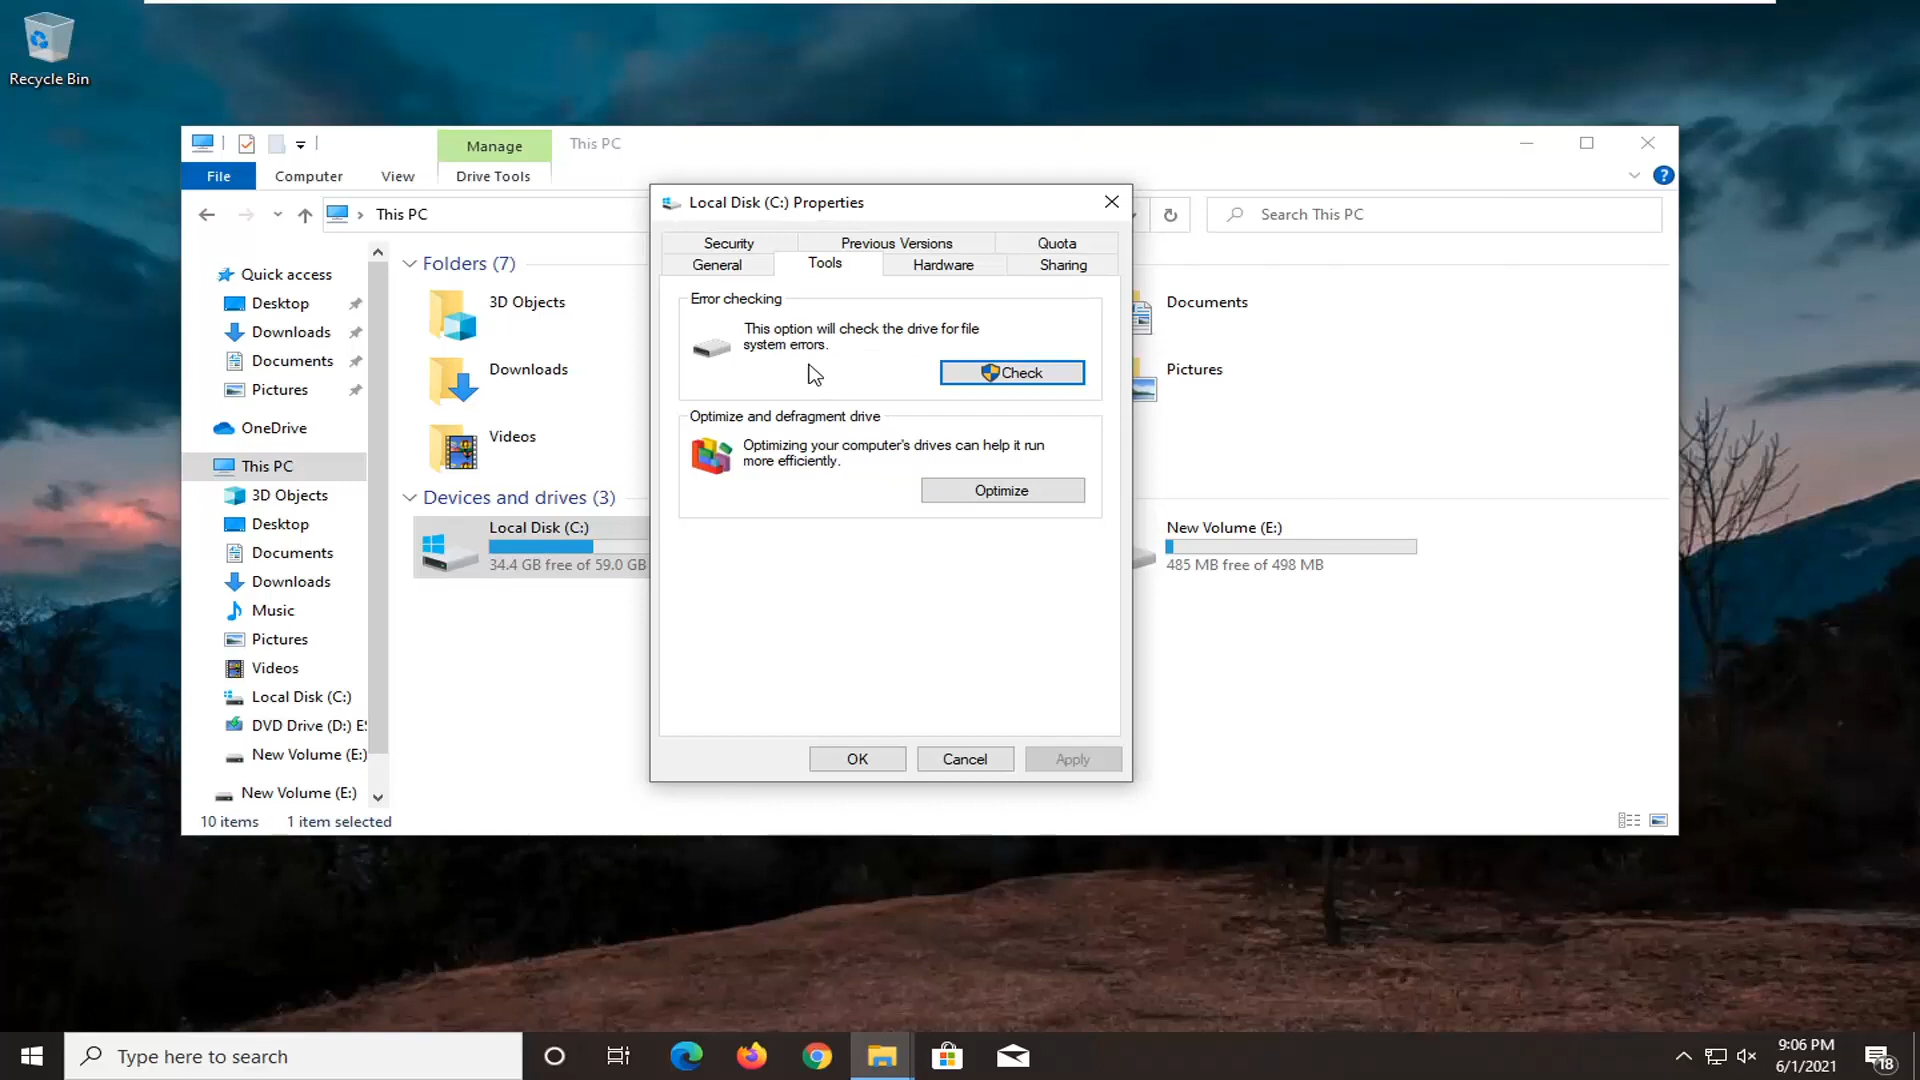 Recycle Bin
Manage
This PC
File
Computer
View
Drive Tools
This PC
Search This PC
Quick access
Desktop
Downloads
Documents
Pictures
OneDrive
This PC
3D Objects
Desktop
Documents
Downloads
Music
Pictures
Videos
Local Disk (C:)
DVD Drive (D:)
New Volume (E:)
New Volume (E:)
10 items
1 item selected
Folders (7)
3D Objects
Downloads
Videos
Documents
Pictures
Devices and drives (3)
Local Disk (C:)
34.4 GB free of 59.0 GB
New Volume (E:)
485 MB free of 498 MB
Local Disk (C:) Properties
Security
Previous Versions
Quota
General
Tools
Hardware
Sharing
Error checking
This option will check the drive for file
system errors.
Check
Optimize and defragment drive
Optimizing your computer's drives can help it run
more efficiently.
Optimize
OK
Cancel
Apply
Type here to search
9:06 PM
6/1/2021
18